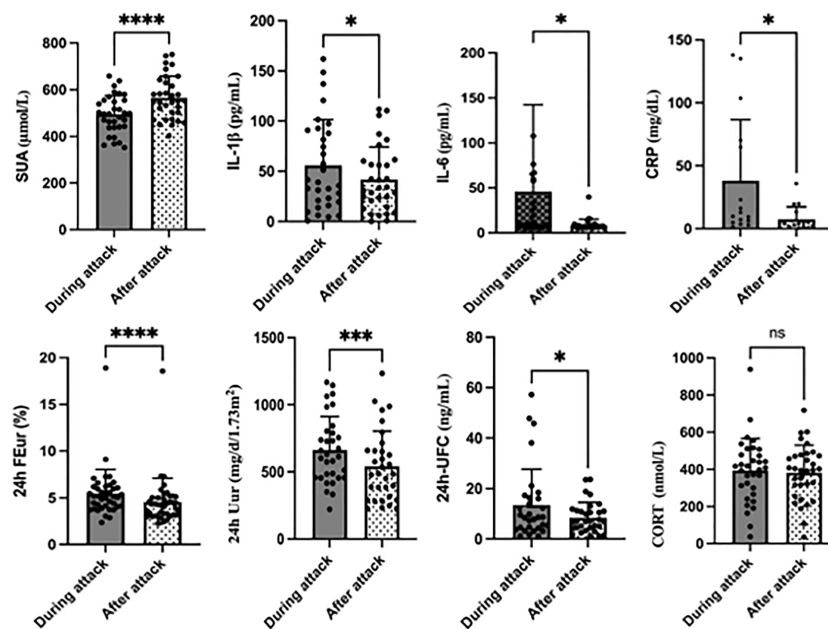 ****
SUA (μmol/L)
800
600
400
200
0
During attack
After attack
*
IL-1β (pg/mL)
200
150
100
50
0
During attack
After attack
*
IL-6 (pg/mL)
200
150
100
50
0
During attack
After attack
*
CRP (mg/dL)
150
100
50
0
During attack
After attack
****
24h FEur (%)
20
15
10
5
0
During attack
After attack
***
24h Uur (mg/d/1.73m²)
1500
1000
500
0
During attack
After attack
*
24h-UFC (ng/mL)
80
60
40
20
0
During attack
After attack
ns
CORT (nmol/L)
1000
800
600
400
200
0
During attack
After attack